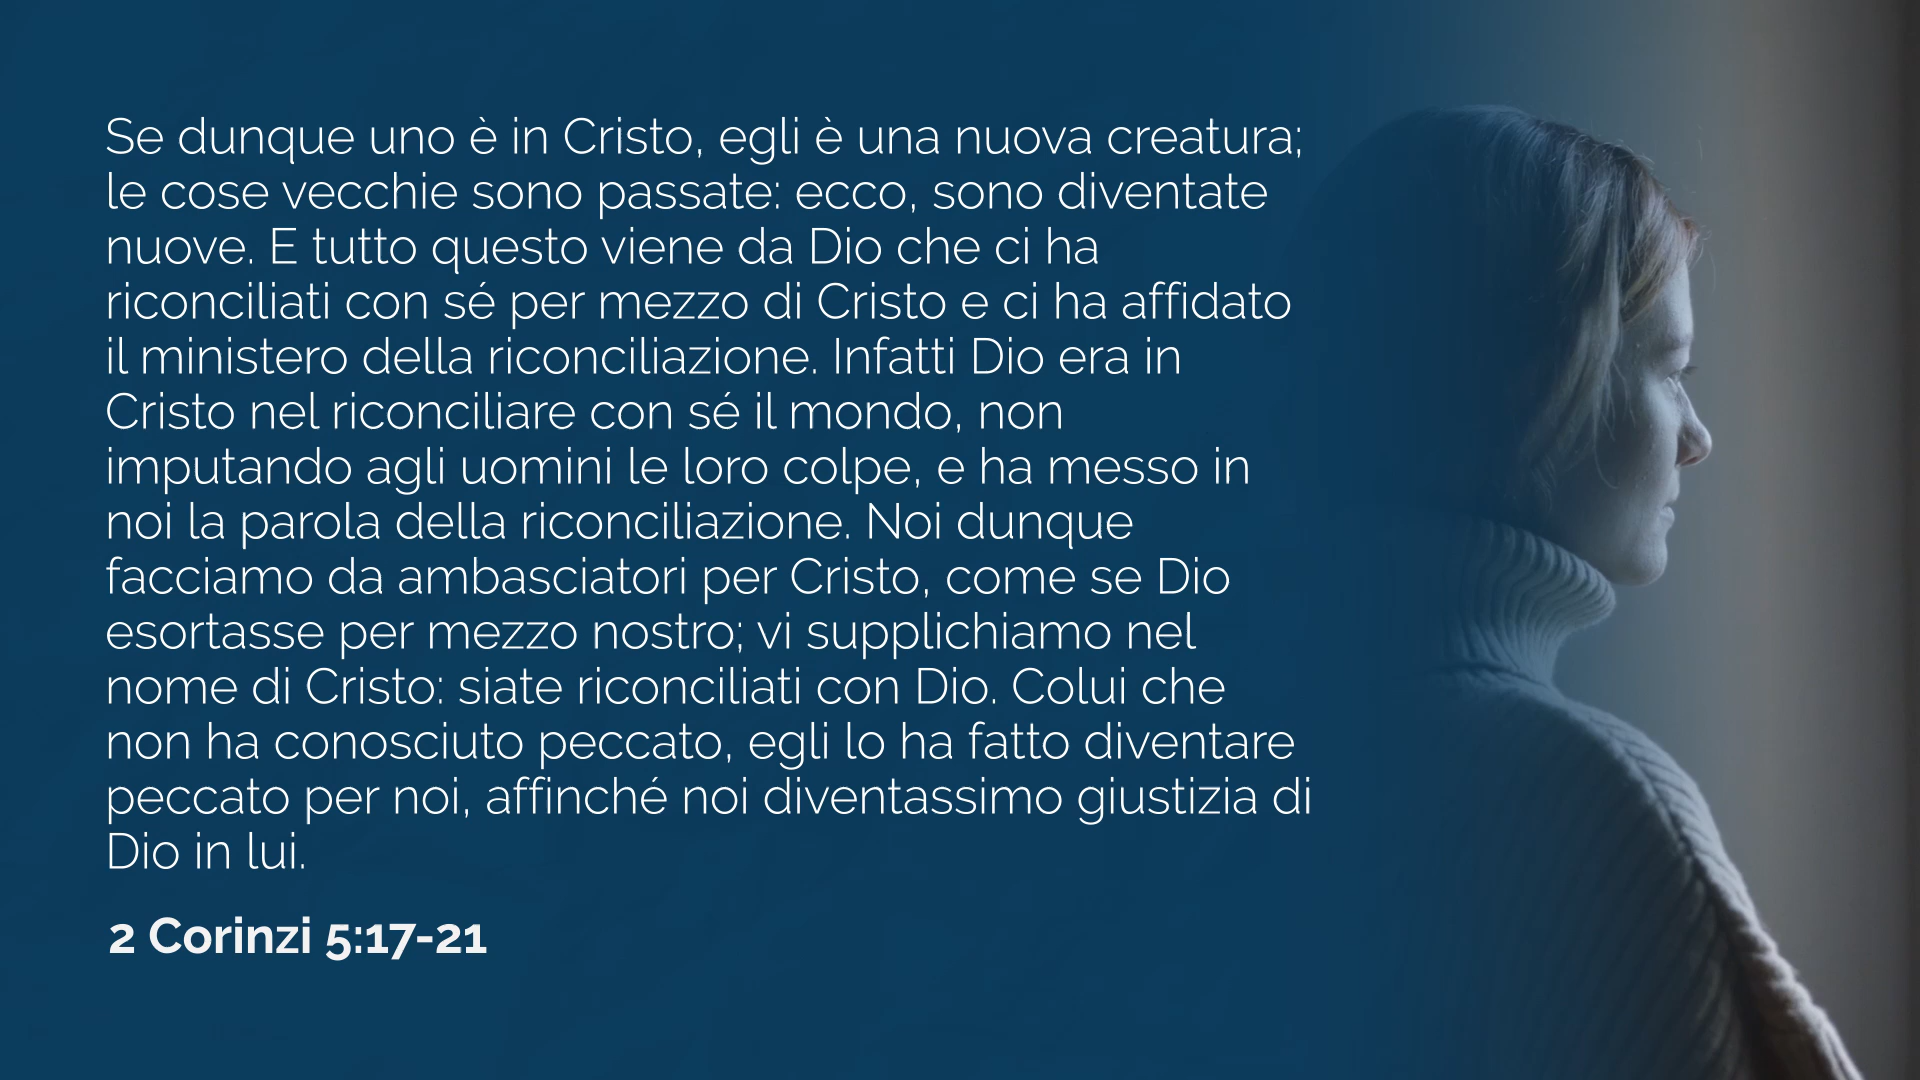 Se dunque uno è in Cristo, egli è una nuova creatura;
le cose vecchie sono passate: ecco, sono diventate
nuove. E tutto questo viene da Dio che ci ha
riconciliati con sé per mezzo di Cristo e ci ha affidato
il ministero della riconciliazione. Infatti Dio era in
Cristo nel riconciliare con sé il mondo, non
imputando agli uomini le loro colpe, e ha messo in
noi la parola della riconciliazione. Noi dunque
facciamo da ambasciatori per Cristo, come se Dio
esortasse per mezzo nostro; vi supplichiamo nel
nome di Cristo: siate riconciliati con Dio. Colui che
non ha conosciuto peccato, egli lo ha fatto diventare
peccato per noi, affinché noi diventassimo giustizia di
Dio in lui.
2 Corinzi 5:17-21